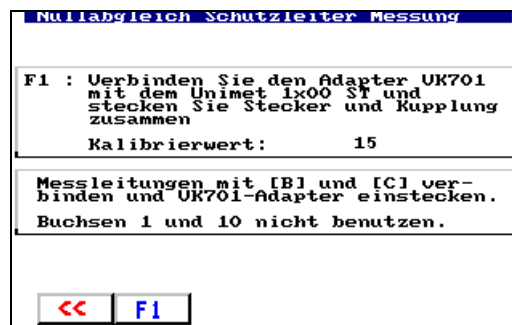 Nullabgleich Schutzleiter Messung
F1 : Verbinden Sie den Adapter VK701
mit dem Unimet 1x00 ST und
stecken Sie Stecker und Kupplung
zusammen
Kalibrierwert: 15
Messleitungen mit [B] und [C] ver-
binden und VK701-Adapter einstecken.
Buchsen 1 und 10 nicht benutzen.
<< F1